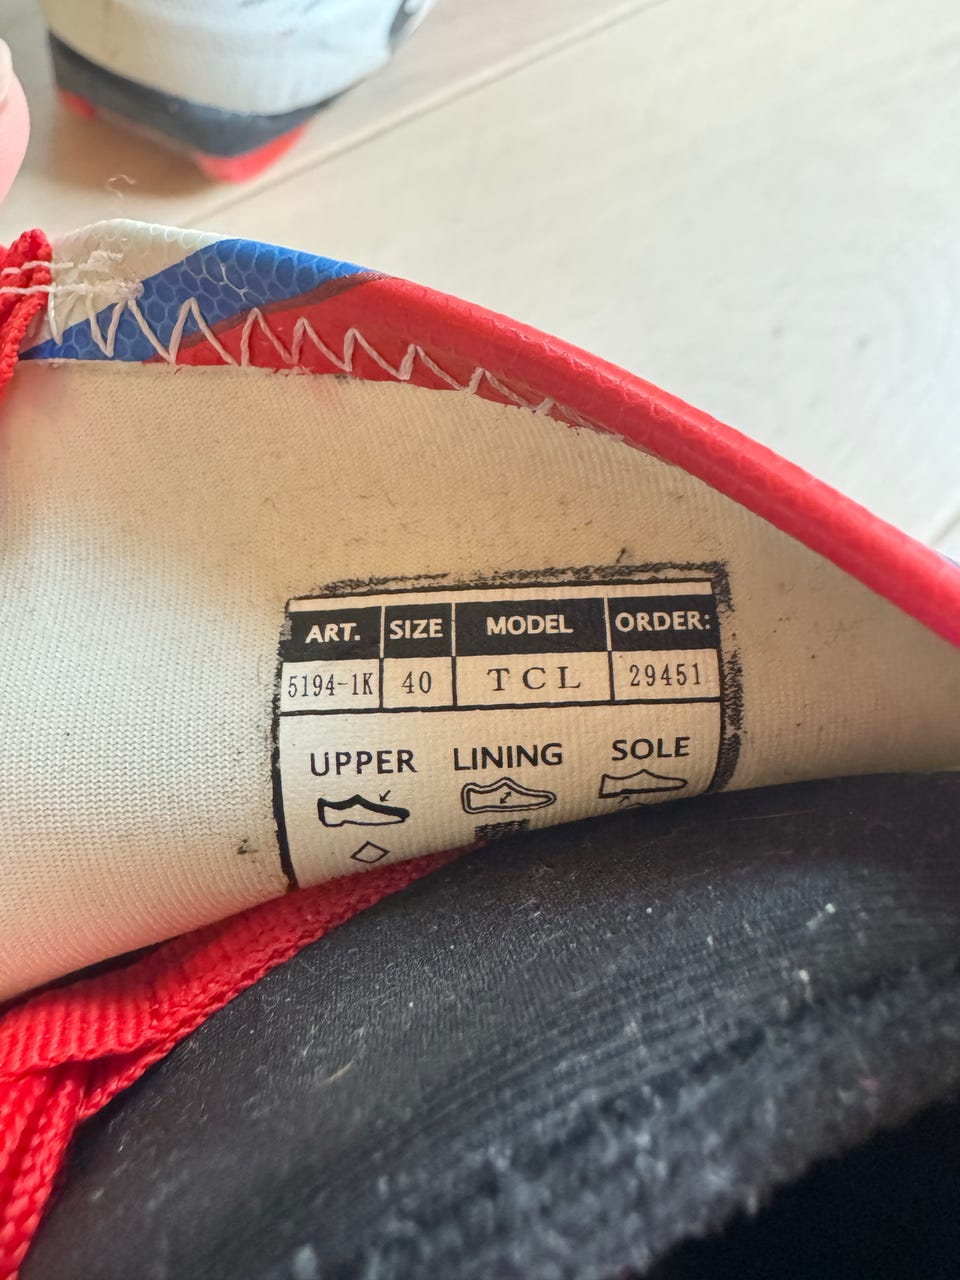 ART. SIZE MODEL ORDER:
5194-1K 40 TCL 29451
UPPER LINING SOLE